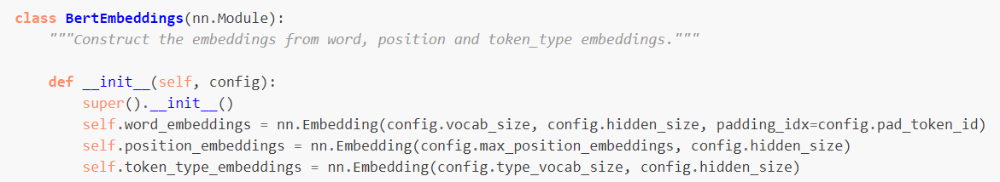 class BertEmbeddings(nn.Module):
    """Construct the embeddings from word, position and token_type embeddings."""

    def __init__(self, config):
        super().__init__()
        self.word_embeddings = nn.Embedding(config.vocab_size, config.hidden_size, padding_idx=config.pad_token_id)
        self.position_embeddings = nn.Embedding(config.max_position_embeddings, config.hidden_size)
        self.token_type_embeddings = nn.Embedding(config.type_vocab_size, config.hidden_size)